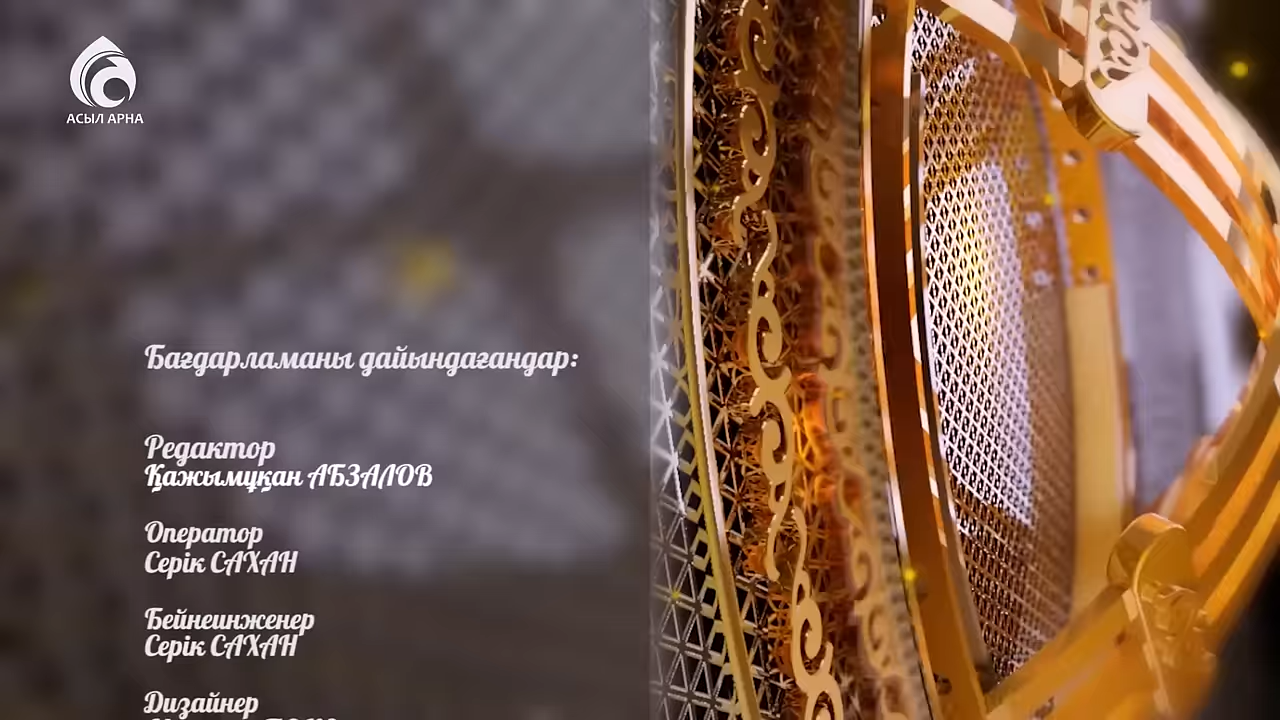 АСЫЛ АРНА
Бағдарламаны дайындағандар:
Редактор
Қажымұқан АБЗАЛОВ
Оператор
Серік САХАН
Бейнеинженер
Серік САХАН
Дизайнер